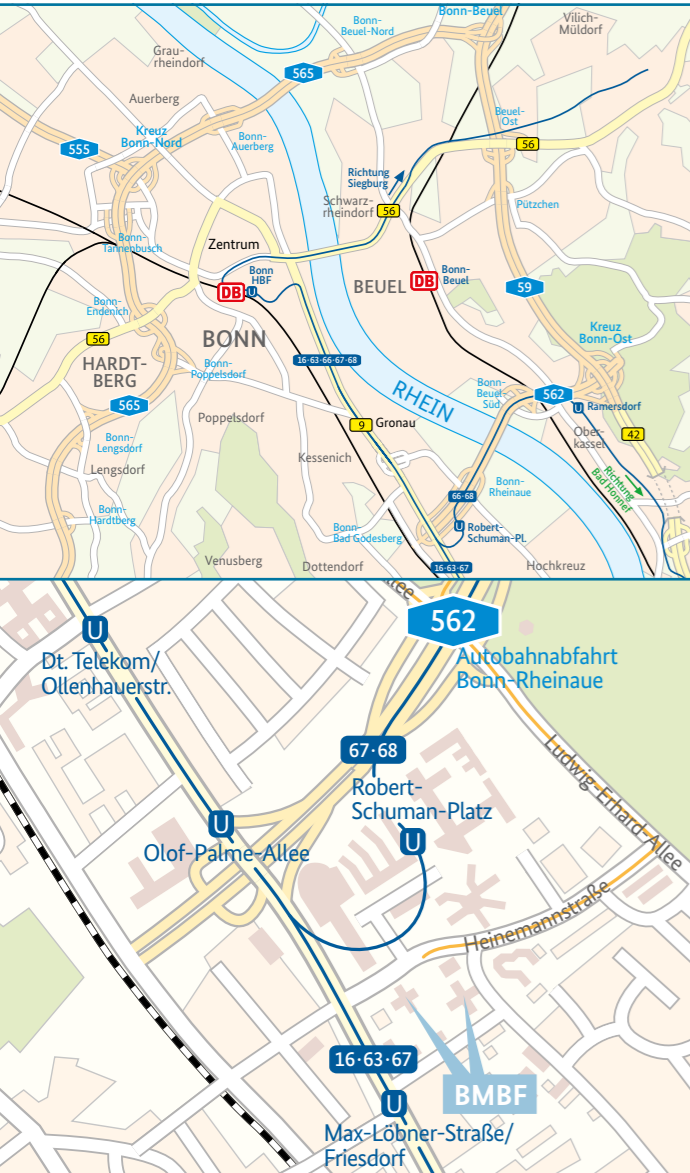 Bonn-Beuel
Bonn-
Beuel-Nord
Vilich-
Müldorf
Grau-
rheindorf
565
Auerberg
Beuel-
Ost
Kreuz
Bonn-Nord
555
Bonn-
Auerberg
56
Richtung
Siegburg
Schwarz-
rheindorf
56
Pützchen
Bonn-
Tannenbusch
Zentrum
Bonn
HBF
DB
U
BEUEL
DB
Bonn-
Beuel
59
Bonn-
Endenich
56
BONN
Kreuz
Bonn-Ost
HARDT-
BERG
Bonn-
Poppelsdorf
16·63·66·67·68
RHEIN
Bonn-
Beuel
Süd
562
U
Ramersdorf
565
Poppelsdorf
9
Gronau
Ober-
kassel
42
Bonn-
Lengsdorf
Lengsdorf
Kessenich
Richtung
Bad Honnef
Bonn-
Rheinaue
66·68
Bonn-
Hardtberg
Bonn-
Bad Godesberg
U
Robert-
Schuman-Pl.
Venusberg
Dottendorf
16·63·67
Hochkreuz
llee
562
U
Dt. Telekom/
Ollenhauerstr.
Autobahnabfahrt
Bonn-Rheinaue
67·68
Robert-
Schuman-Platz
U
Ludwig-Erhard-Allee
U
Olof-Palme-Allee
Heinemannstraße
16·63·67
BMBF
U
Max-Löbner-Straße/
Friesdorf